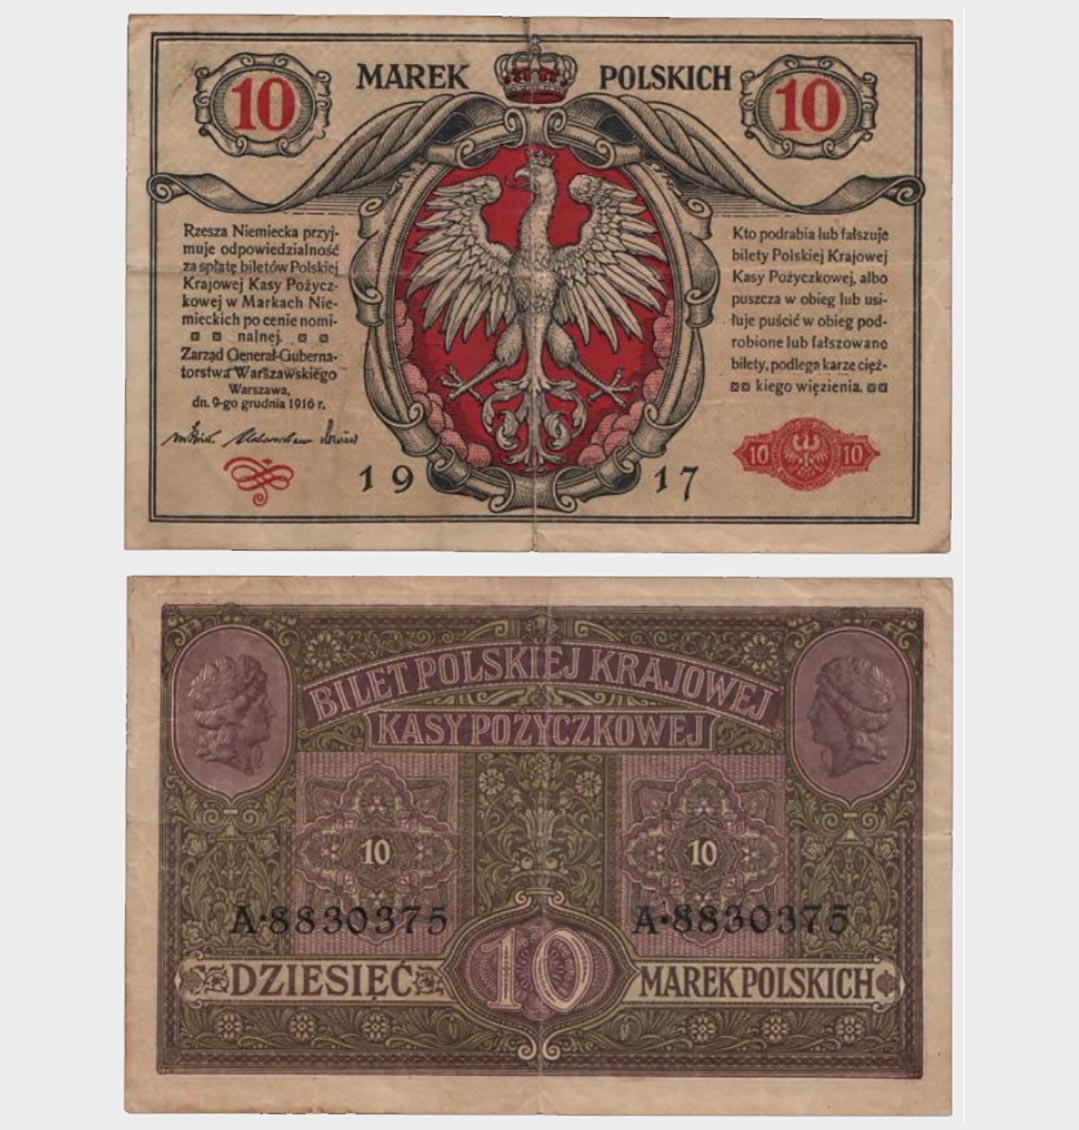 10 MAREK POLSKICH 10
Rzesza Niemiecka przyj-
muje odpowiedzialność
za spłatę biletów Polskiej
Krajowej Kasy Pożycz-
kowej w Markach Nie-
mieckich po cenie nomi-
nalnej.
Zarząd Generał-Guberna-
torstwa Warszawskiego
Warszawa,
dn. 9-go grudnia 1916 r.
Kto podrabia lub fałszuje
bilety Polskiej Krajowej
Kasy Pożyczkowej, albo
puszcza w obieg lub usi-
łuje puścić w obieg pod-
robione lub fałszowane
bilety, podlega karze cięż-
kiego więzienia.
10 10
19 17
BILET POLSKIEJ KRAJOWEJ
KASY POŻYCZKOWEJ
10 10
A·8830375 A·8830375
DZIESIĘĆ 10 MAREK POLSKICH